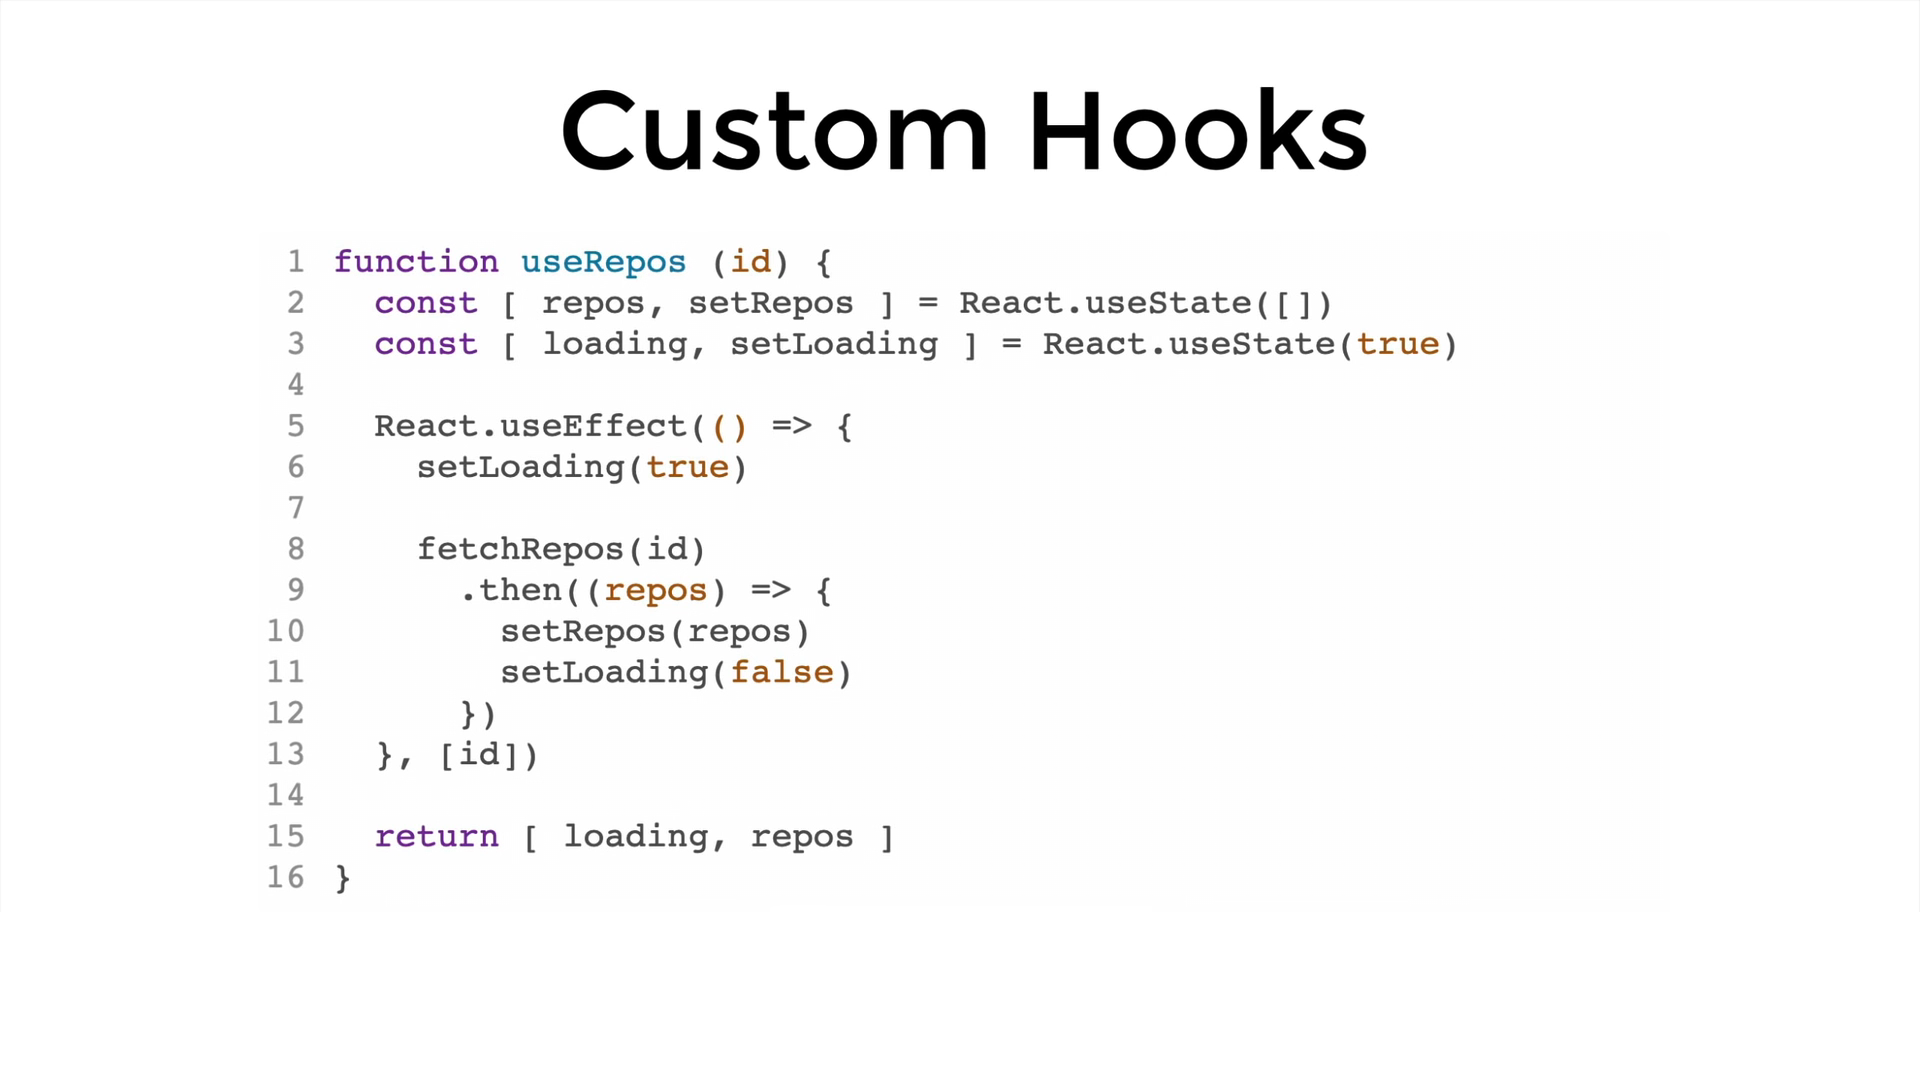 Custom Hooks
1 function useRepos (id) {
2   const [ repos, setRepos ] = React.useState([])
3   const [ loading, setLoading ] = React.useState(true)
4
5   React.useEffect(() => {
6     setLoading(true)
7
8     fetchRepos(id)
9       .then((repos) => {
10         setRepos(repos)
11         setLoading(false)
12       })
13   }, [id])
14
15   return [ loading, repos ]
16 }